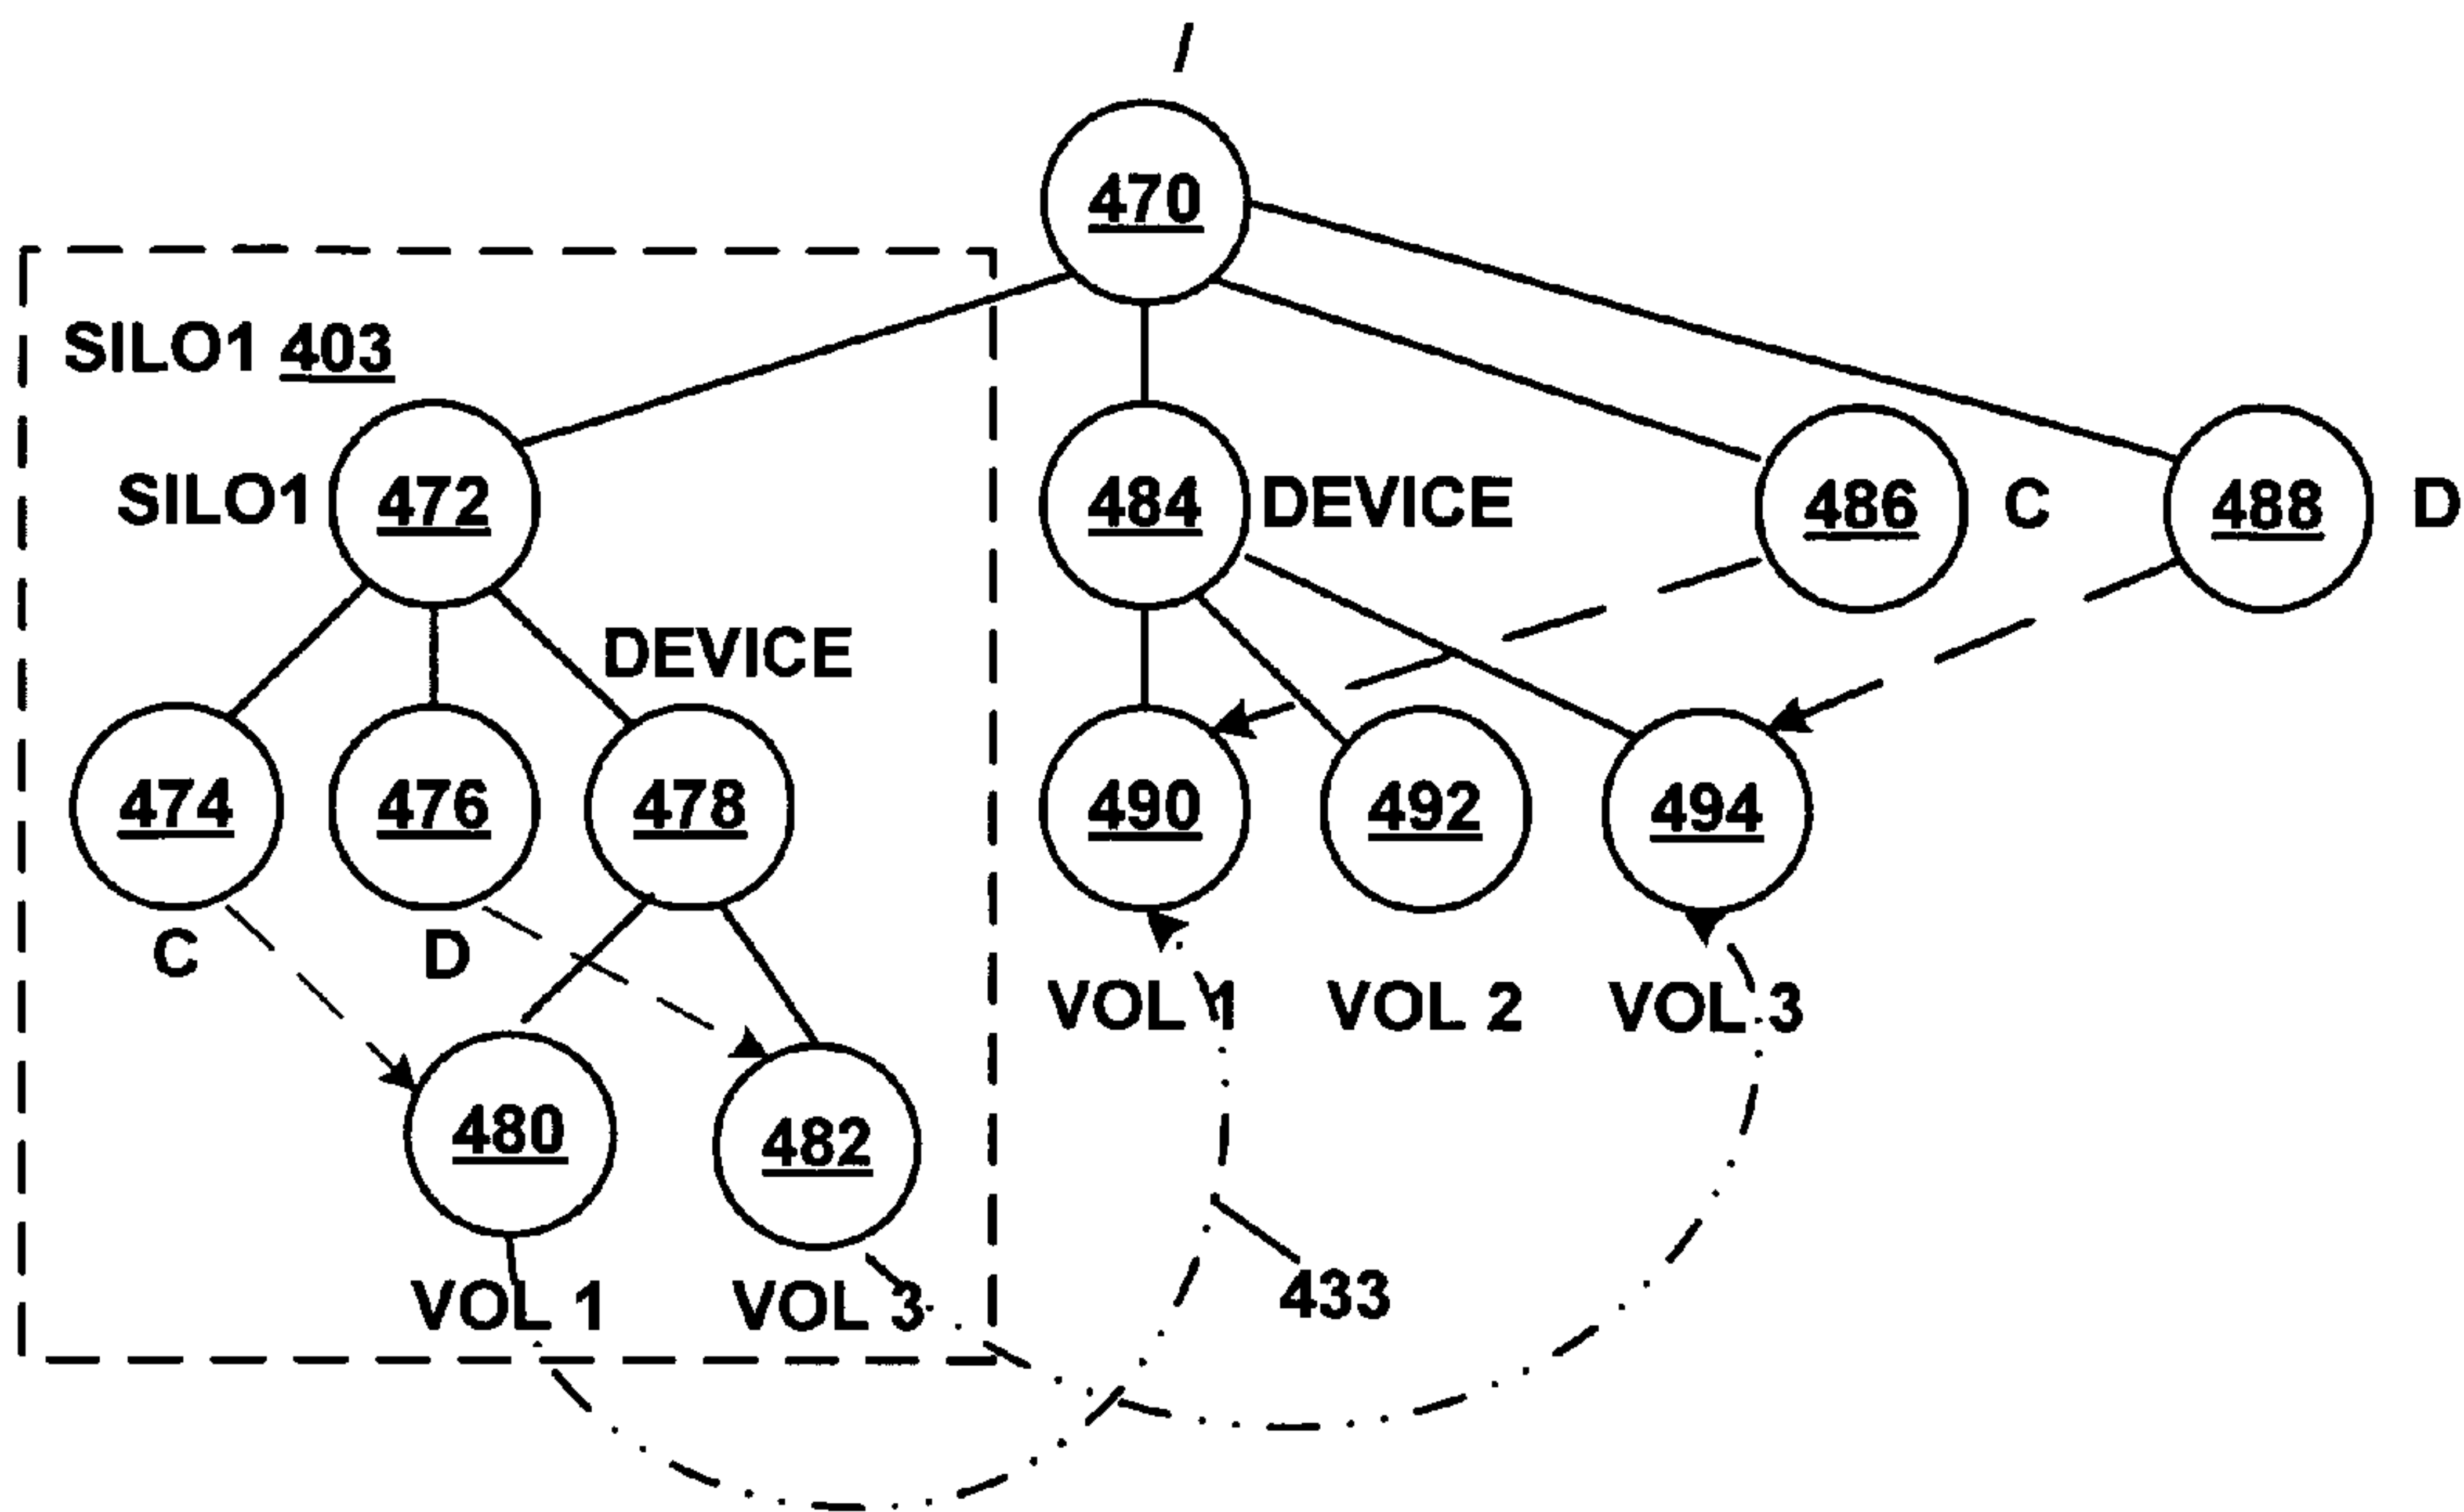 /
470
SILO1 403
SILO1 472
484 DEVICE
486 C
488 D
DEVICE
474
476
478
490
492
494
C
D
VOL 1
VOL 2
VOL 3
480
482
VOL 1
VOL 3
433